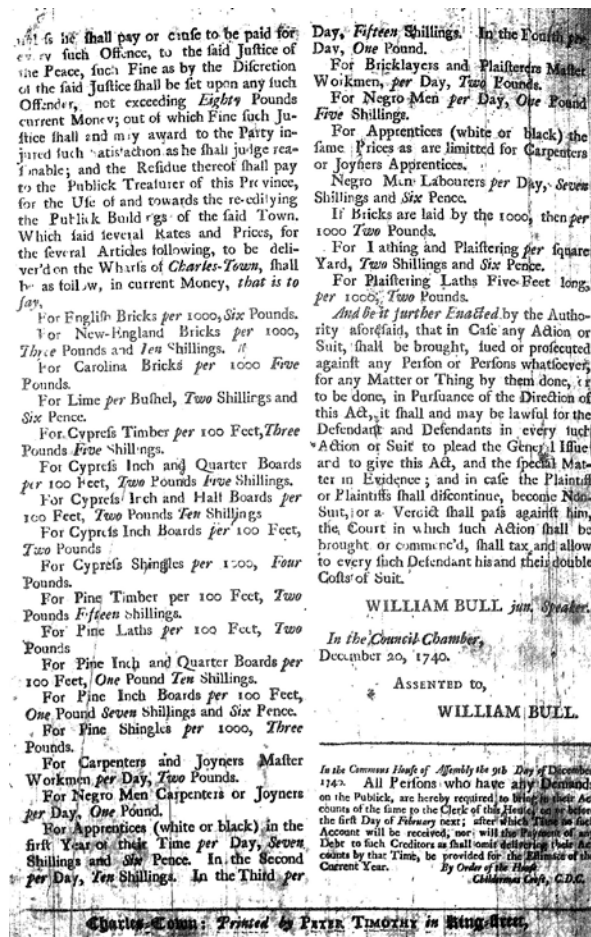 he ſhall pay or cauſe to be paid for
every ſuch Offence, to the ſaid Juſtice of
the Peace, ſuch Fine as by the Diſcretion
of the ſaid Juſtice ſhall be ſet upon any ſuch
Offender, not exceeding Eighty Pounds
current Money; out of which Fine ſuch Ju-
ſtice ſhall and may award to the Party in-
jured ſuch Satisfaction as he ſhall judge rea-
ſonable; and the Reſidue thereof ſhall pay
to the Publick Treaſurer of this Province,
for the Uſe of and towards the re-edifying
the Publick Buildings of the ſaid Town.
Which ſaid ſeveral Rates and Prices, for
the ſeveral Articles following, to be deli-
ver'd on the Wharfs of Charles-Town, ſhall
be as follow, in current Money, that is to
ſay,
For Engliſh Bricks per 1000, Six Pounds.
For New-England Bricks per 1000,
Three Pounds and Ten Shillings.
For Carolina Bricks per 1000 Five
Pounds.
For Lime per Buſhel, Two Shillings and
Six Pence.
For Cypreſs Timber per 100 Feet, Three
Pounds Five Shillings.
For Cypreſs Inch and Quarter Boards
per 100 Feet, Two Pounds Five Shillings.
For Cypreſs Inch and Half Boards per
100 Feet, Two Pounds Ten Shillings
For Cypreſs Inch Boards per 100 Feet,
Two Pounds
For Cypreſs Shingles per 1000, Four
Pounds.
For Pine Timber per 100 Feet, Two
Pounds Fifteen Shillings.
For Pine Laths per 100 Feet, Two
Pounds
For Pine Inch and Quarter Boards per
100 Feet, One Pound Ten Shillings.
For Pine Inch Boards per 100 Feet,
One Pound Seven Shillings and Six Pence.
For Pine Shingles per 1000, Three
Pounds.
For Carpenters and Joyners Maſter
Workmen per Day, Two Pounds.
For Negro Men Carpenters or Joyners
per Day, One Pound.
For Apprentices (white or black) in the
firſt Year of their Time per Day, Seven
Shillings and Six Pence. In the Second
per Day, Ten Shillings. In the Third per
Day, Fifteen Shillings. In the Fourth per
Day, One Pound.
For Bricklayers and Plaiſterers Maſter
Workmen, per Day, Two Pounds.
For Negro Men per Day, One Pound
Five Shillings.
For Apprentices (white or black) the
ſame Prices as are limitted for Carpenters
or Joyners Apprentices.
Negro Men Labourers per Day, Seven
Shillings and Six Pence.
If Bricks are laid by the 1000, then per
1000 Two Pounds.
For Lathing and Plaiſtering per ſquare
Yard, Two Shillings and Six Pence.
For Plaiſtering Laths Five Feet long,
per 1000, Two Pounds.
And be it further Enacted by the Autho-
rity aforeſaid, that in Caſe any Action or
Suit, ſhall be brought, ſued or proſecuted
againſt any Perſon or Perſons whatſoever,
for any Matter or Thing by them done, or
to be done, in Purſuance of the Direction of
this Act, it ſhall and may be lawful for the
Defendant and Defendants in every ſuch
Action or Suit to plead the General Iſſue
and to give this Act, and the ſpecial Mat-
ter in Evidence; and in caſe the Plaintiff
or Plaintiffs ſhall diſcontinue, become Non-
Suit, or a Verdict ſhall paſs againſt him,
the Court in which ſuch Action ſhall be
brought or commenc'd, ſhall tax and allow
to every ſuch Defendant his and their double
Coſts of Suit.
WILLIAM BULL jun. Speaker.
In the Council Chamber,
December 20, 1740.
ASSENTED to,
WILLIAM BULL.
In the Commons Houſe of Aſſembly the 9th Day of December
1740. All Perſons who have any Demands
on the Publick, are hereby required to bring in their Ac
counts of the ſame to the Clerk of this Houſe, on or before
the firſt Day of February next; after which Time no ſuch
Account will be received, nor will the Payment of any
Debt to ſuch Creditors as ſhall omit delivering their Ac
counts by that Time, be provided for the Eſtimate of the
Current Year. By Order of the Houſe
Childermas Croft, C.D.C.
Charles-Town: Printed by PETER TIMOTHY in King-ſtreet,